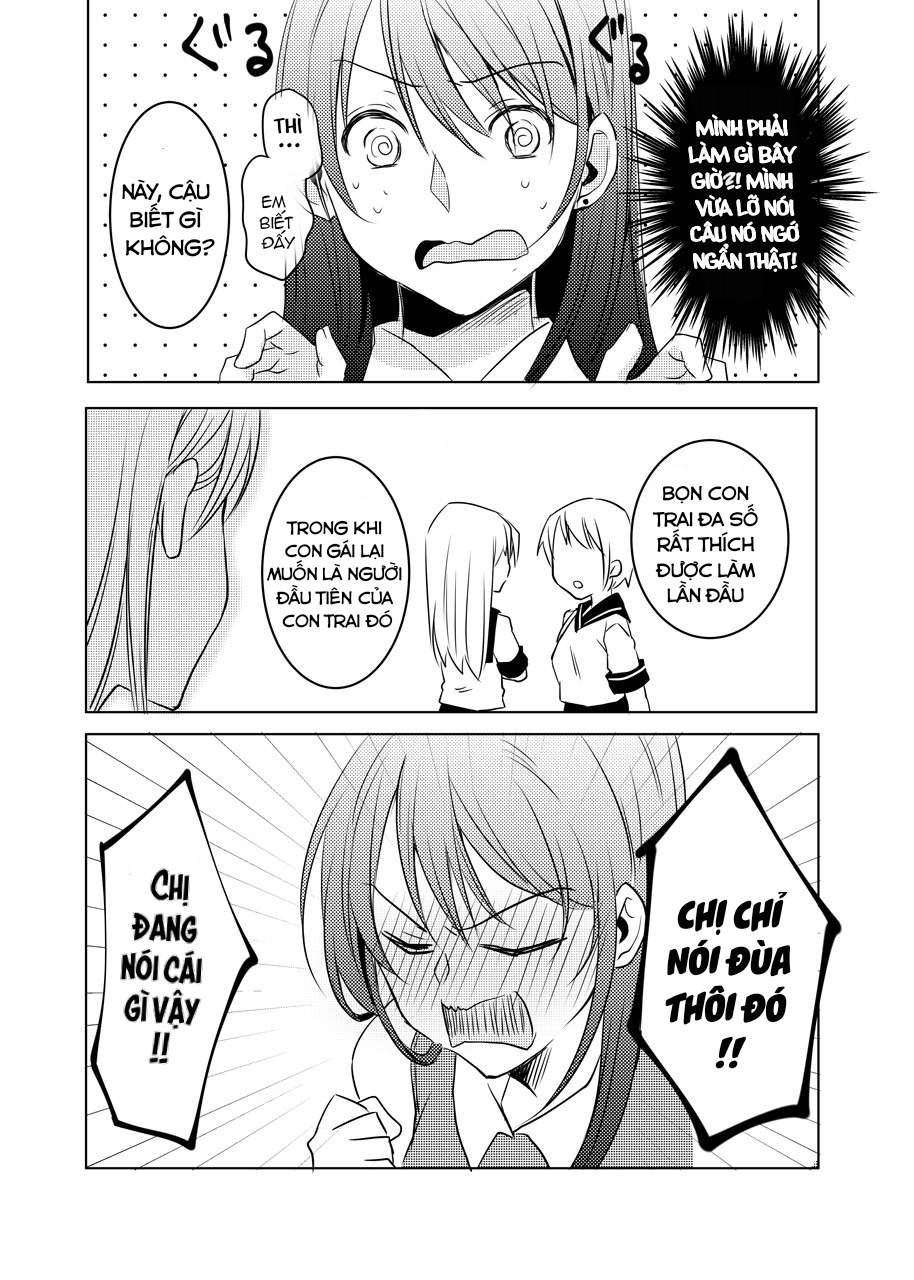 ぐる
ぐる
MÌNH PHẢI
LÀM GÌ BÂY
GIỜ?! MÌNH
VỪA LỠ NÓI
CÂU NÓ NGỚ
NGẨN THẬT!
THÌ
...
EM
BIẾT
ĐẤY
NÀY, CẬU
BIẾT GÌ
KHÔNG?
BỌN CON
TRAI ĐA SỐ
RẤT THÍCH
ĐƯỢC LÀM
LẦN ĐẦU
TRONG KHI
CON GÁI LẠI
MUỐN LÀ NGƯỜI
ĐẦU TIÊN CỦA
CON TRAI ĐÓ
CHỊ CHỈ
NÓI ĐÙA
THÔI ĐÓ
!!
CHỊ
ĐANG
NÓI CÁI
GÌ VẬY
!!